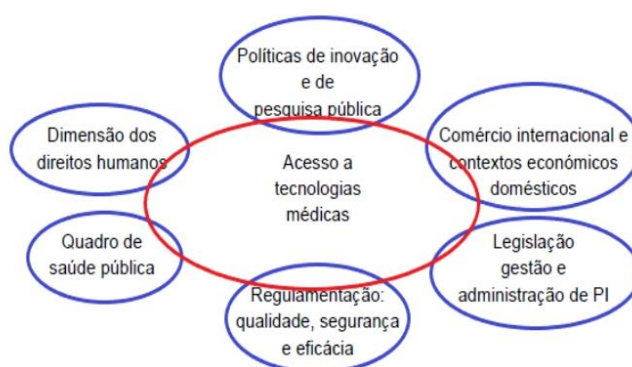 Políticas de inovação
e de
pesquisa pública
Dimensão dos
direitos humanos
Acesso a
tecnologias
médicas
Comércio internacional e
contextos económicos
domésticos
Quadro de
saúde pública
Legislação
gestão e
administração de PI
Regulamentação:
qualidade, segurança
e eficácia